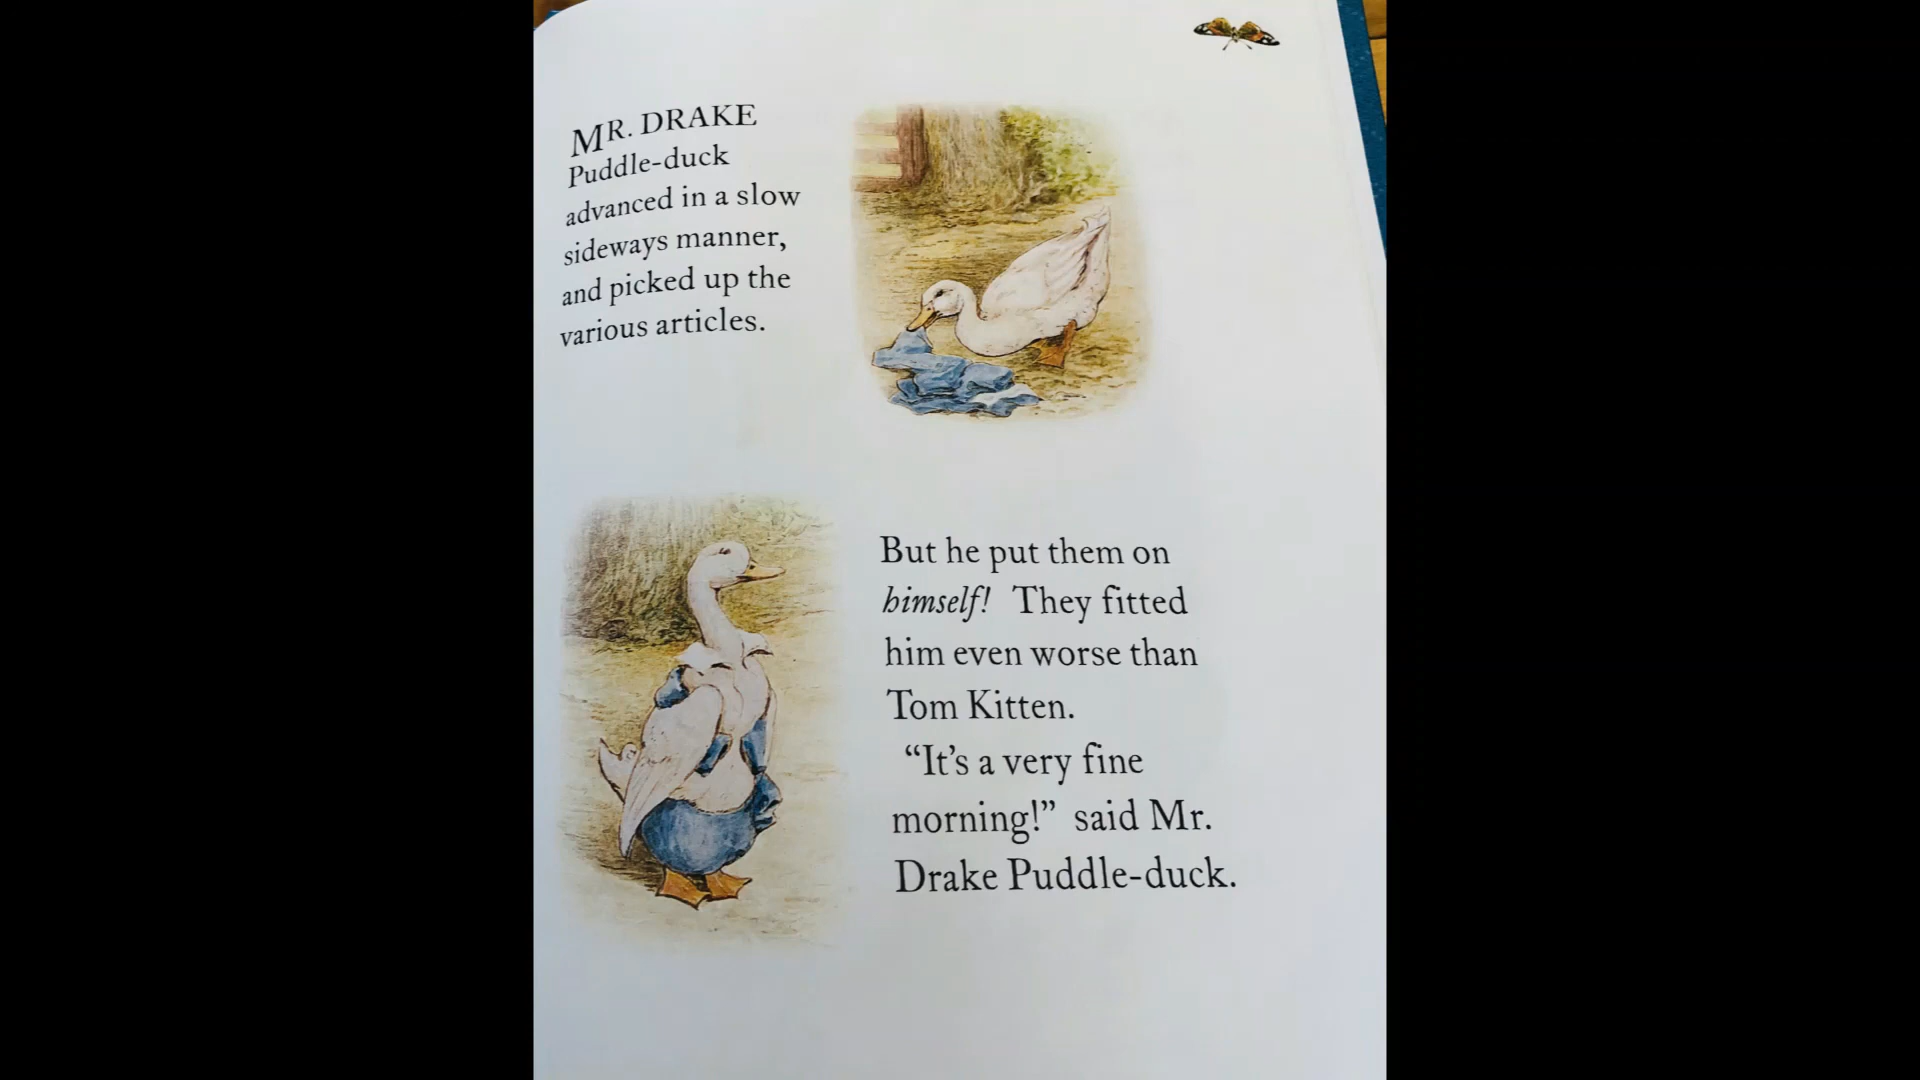 MR. DRAKE
Puddle-duck
advanced in a slow
sideways manner,
and picked up the
various articles.
But he put them on
himself! They fitted
him even worse than
Tom Kitten.
“It’s a very fine
morning!” said Mr.
Drake Puddle-duck.